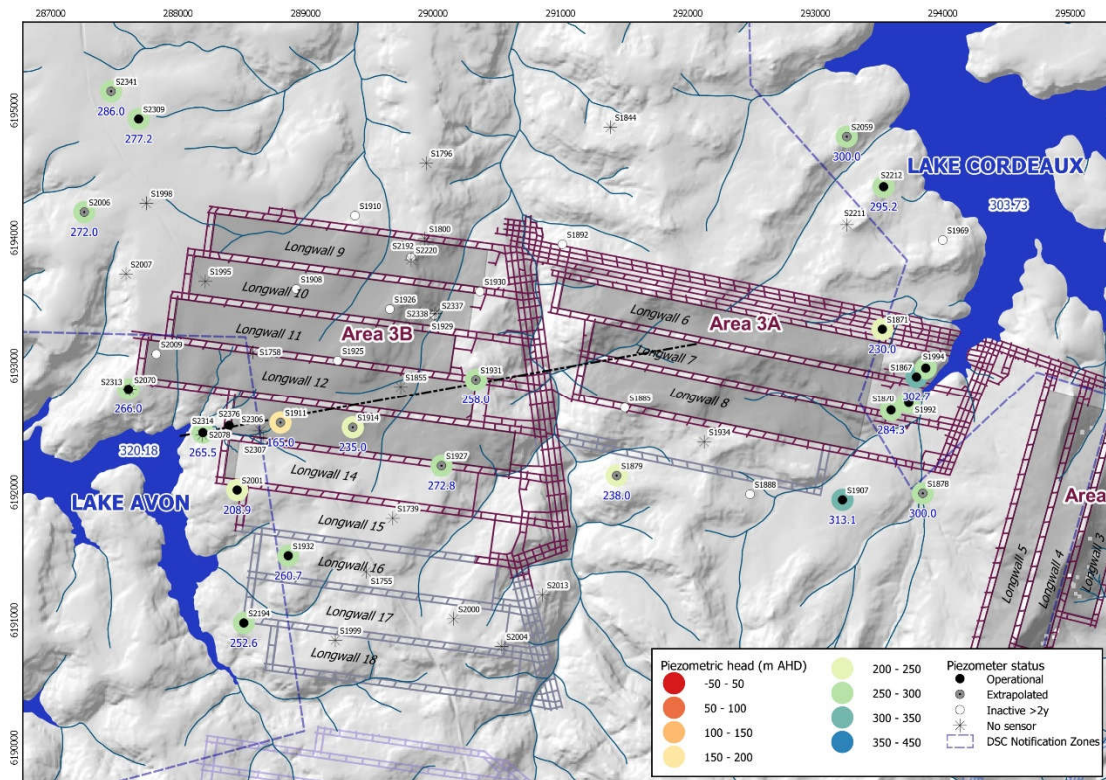 287000 288000 289000 290000 291000 292000 293000 294000 295000
6195000
6194000
6193000
6192000
6191000
6190000
S2341
286.0
S2309
277.2
S1844
S2059
300.0
LAKE CORDEAUX
S1796
S2212
295.2
303.73
S1998
S2006
272.0
S1910
S2211
S1969
S1800
S1892
S2192
S2220
Longwall 9
S2007
S1995
S1908
Longwall 10
S1930
S1926
S2337
S2338
S1929
Longwall 6
Area 3A
S1871
230.0
Longwall 11
Area 3B
S2009
S1758
S1925
Longwall 7
S1994
S1867
302.7
S1855
S1931
258.0
Longwall 12
S2313
S2070
266.0
Longwall 8
S1885
S1870
S1992
284.3
S2376
S2306
S1911
165.0
S1914
235.0
S2314
S2078
265.5
S2307
S1934
320.18
LAKE AVON
S1927
272.8
Longwall 14
S1879
238.0
S2001
208.9
S1888
S1907
313.1
S1878
300.0
Area
Longwall 15
S1739
S1932
260.7
Longwall 16
S1755
Longwall 5
Longwall 4
Longwall 3
S2013
Longwall 17
S2000
S2194
252.6
S1999
S2004
Longwall 18
Piezometric head (m AHD)
-50 - 50
50 - 100
100 - 150
150 - 200
200 - 250
250 - 300
300 - 350
350 - 450
Piezometer status
Operational
Extrapolated
Inactive >2y
No sensor
DSC Notification Zones